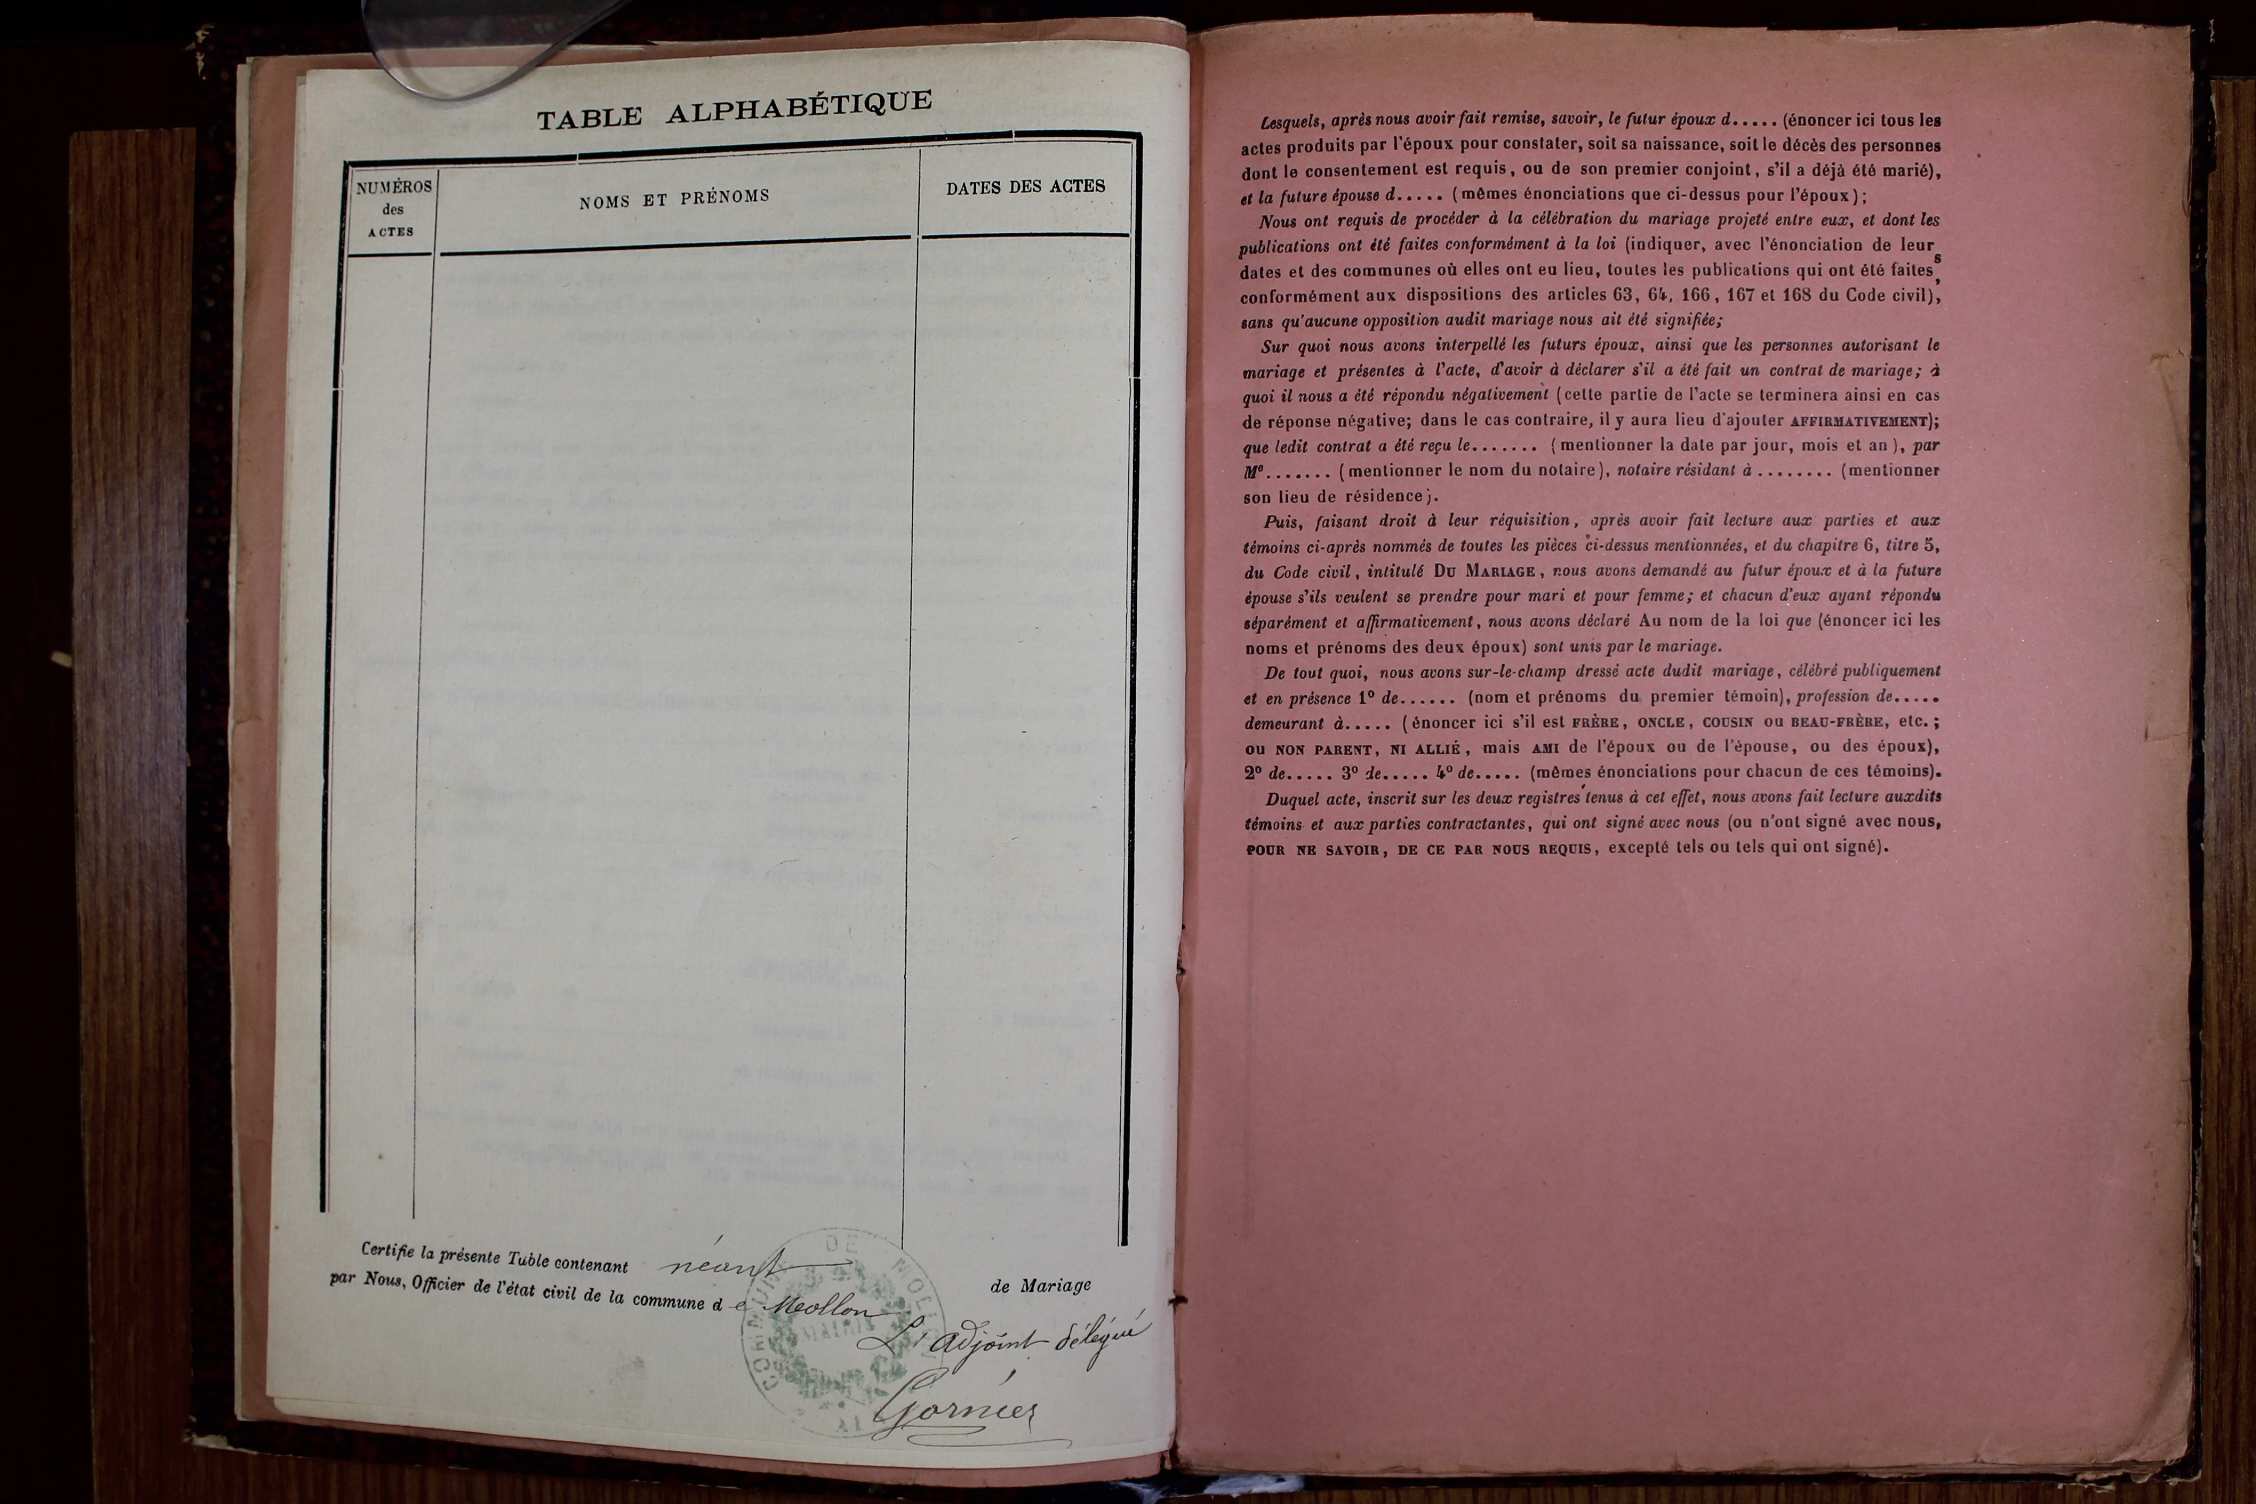 TABLE ALPHABÉTIQUE
NUMÉROS
des
ACTES
NOMS ET PRÉNOMS
DATES DES ACTES
Certifie la présente Table contenant néant de Mariage
par Nous, Officier de l'état civil de la commune de Mollon
L'adjoint délégué
COMMUNE DE MOLLON
MAIRIE
Lesquels, après nous avoir fait remise, savoir, le futur époux d..... (énoncer ici tous les
actes produits par l'époux pour constater, soit sa naissance, soit le décès des personnes
dont le consentement est requis, ou de son premier conjoint, s'il a déjà été marié),
et la future épouse d..... (mêmes énonciations que ci-dessus pour l'époux);
Nous ont requis de procéder à la célébration du mariage projeté entre eux, et dont les
publications ont été faites conformément à la loi (indiquer, avec l'énonciation de leurs
dates et des communes où elles ont eu lieu, toutes les publications qui ont été faites,
conformément aux dispositions des articles 63, 64, 166, 167 et 168 du Code civil),
sans qu'aucune opposition audit mariage nous ait été signifiée;
Sur quoi nous avons interpellé les futurs époux, ainsi que les personnes autorisant le
mariage et présentes à l'acte, d'avoir à déclarer s'il a été fait un contrat de mariage; à
quoi il nous a été répondu négativement (cette partie de l'acte se terminera ainsi en cas
de réponse négative; dans le cas contraire, il y aura lieu d'ajouter AFFIRMATIVEMENT);
que ledit contrat a été reçu le....... (mentionner la date par jour, mois et an), par
Me....... (mentionner le nom du notaire), notaire résidant à ........ (mentionner
son lieu de résidence).
Puis, faisant droit à leur réquisition, après avoir fait lecture aux parties et aux
témoins ci-après nommés de toutes les pièces ci-dessus mentionnées, et du chapitre 6, titre 5,
du Code civil, intitulé DU MARIAGE, nous avons demandé au futur époux et à la future
épouse s'ils veulent se prendre pour mari et pour femme; et chacun d'eux ayant répondu
séparément et affirmativement, nous avons déclaré Au nom de la loi que (énoncer ici les
noms et prénoms des deux époux) sont unis par le mariage.
De tout quoi, nous avons sur-le-champ dressé acte dudit mariage, célébré publiquement
et en présence 1º de...... (nom et prénoms du premier témoin), profession de.....
demeurant à..... (énoncer ici s'il est FRÈRE, ONCLE, COUSIN ou BEAU-FRÈRE, etc.;
ou NON PARENT, NI ALLIÉ, mais AMI de l'époux ou de l'épouse, ou des époux),
2º de..... 3º de..... 4º de..... (mêmes énonciations pour chacun de ces témoins).
Duquel acte, inscrit sur les deux registres tenus à cet effet, nous avons fait lecture auxdits
témoins et aux parties contractantes, qui ont signé avec nous (ou n'ont signé avec nous,
POUR NE SAVOIR, DE CE PAR NOUS REQUIS, excepté tels ou tels qui ont signé).